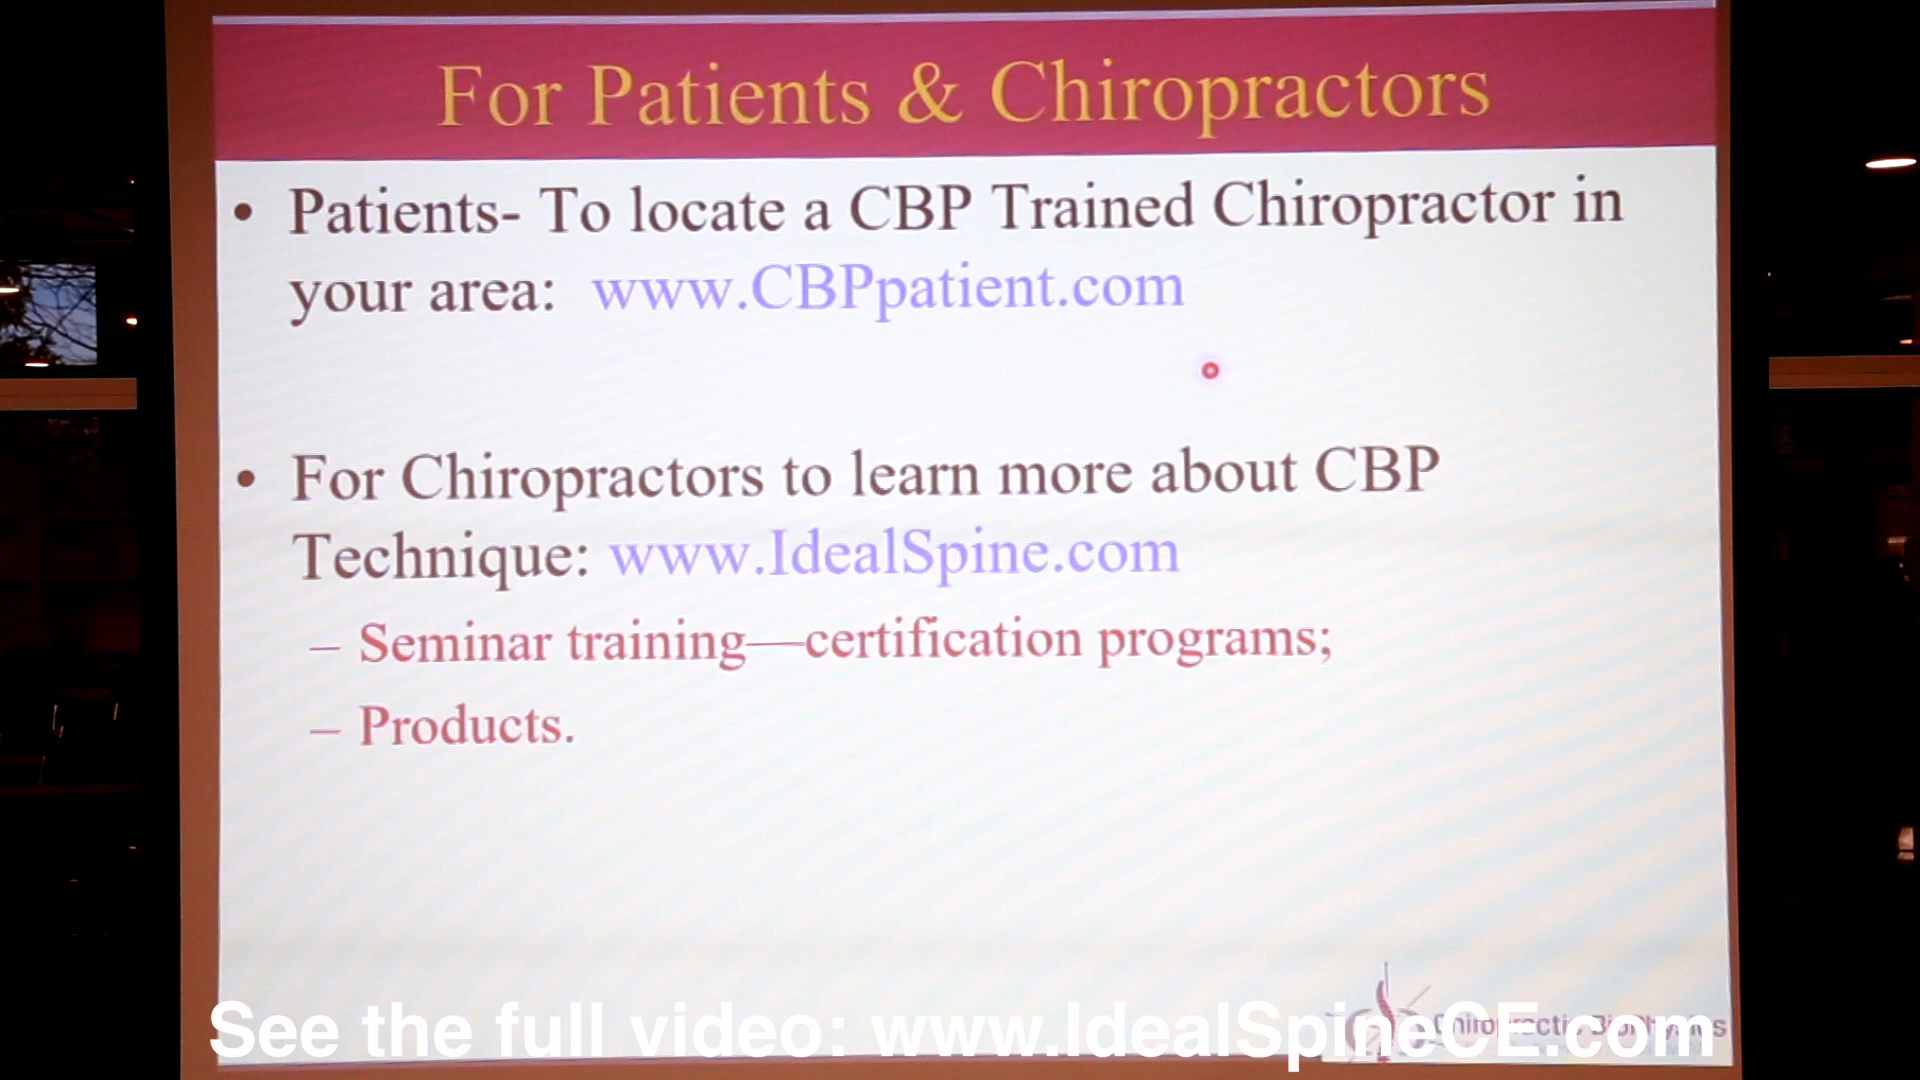 For Patients & Chiropractors
• Patients- To locate a CBP Trained Chiropractor in
your area: www.CBPpatient.com
• For Chiropractors to learn more about CBP
Technique: www.IdealSpine.com
– Seminar training—certification programs;
– Products.
Chiropractic BioPhysics
See the full video: www.IdealSpineCE.com